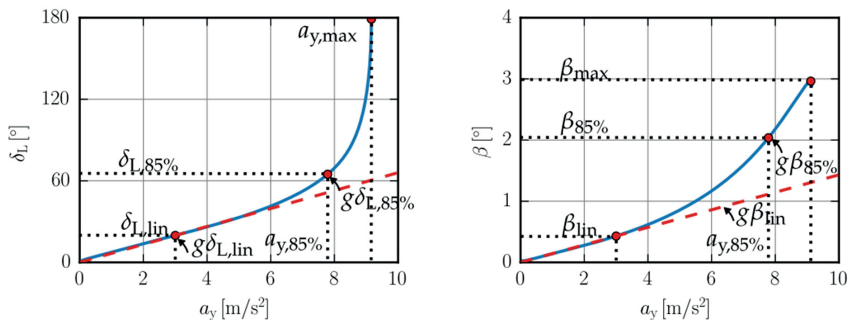 180
120
60
0
δL [°]
ay,max
δL,85%
gδL,85%
δL,lin
gδL,lin
ay,85%
0 2 4 6 8 10
ay [m/s²]
4
3
2
1
0
β [°]
βmax
β85%
gβ85%
gβlin
βlin
ay,85%
0 2 4 6 8 10
ay [m/s²]